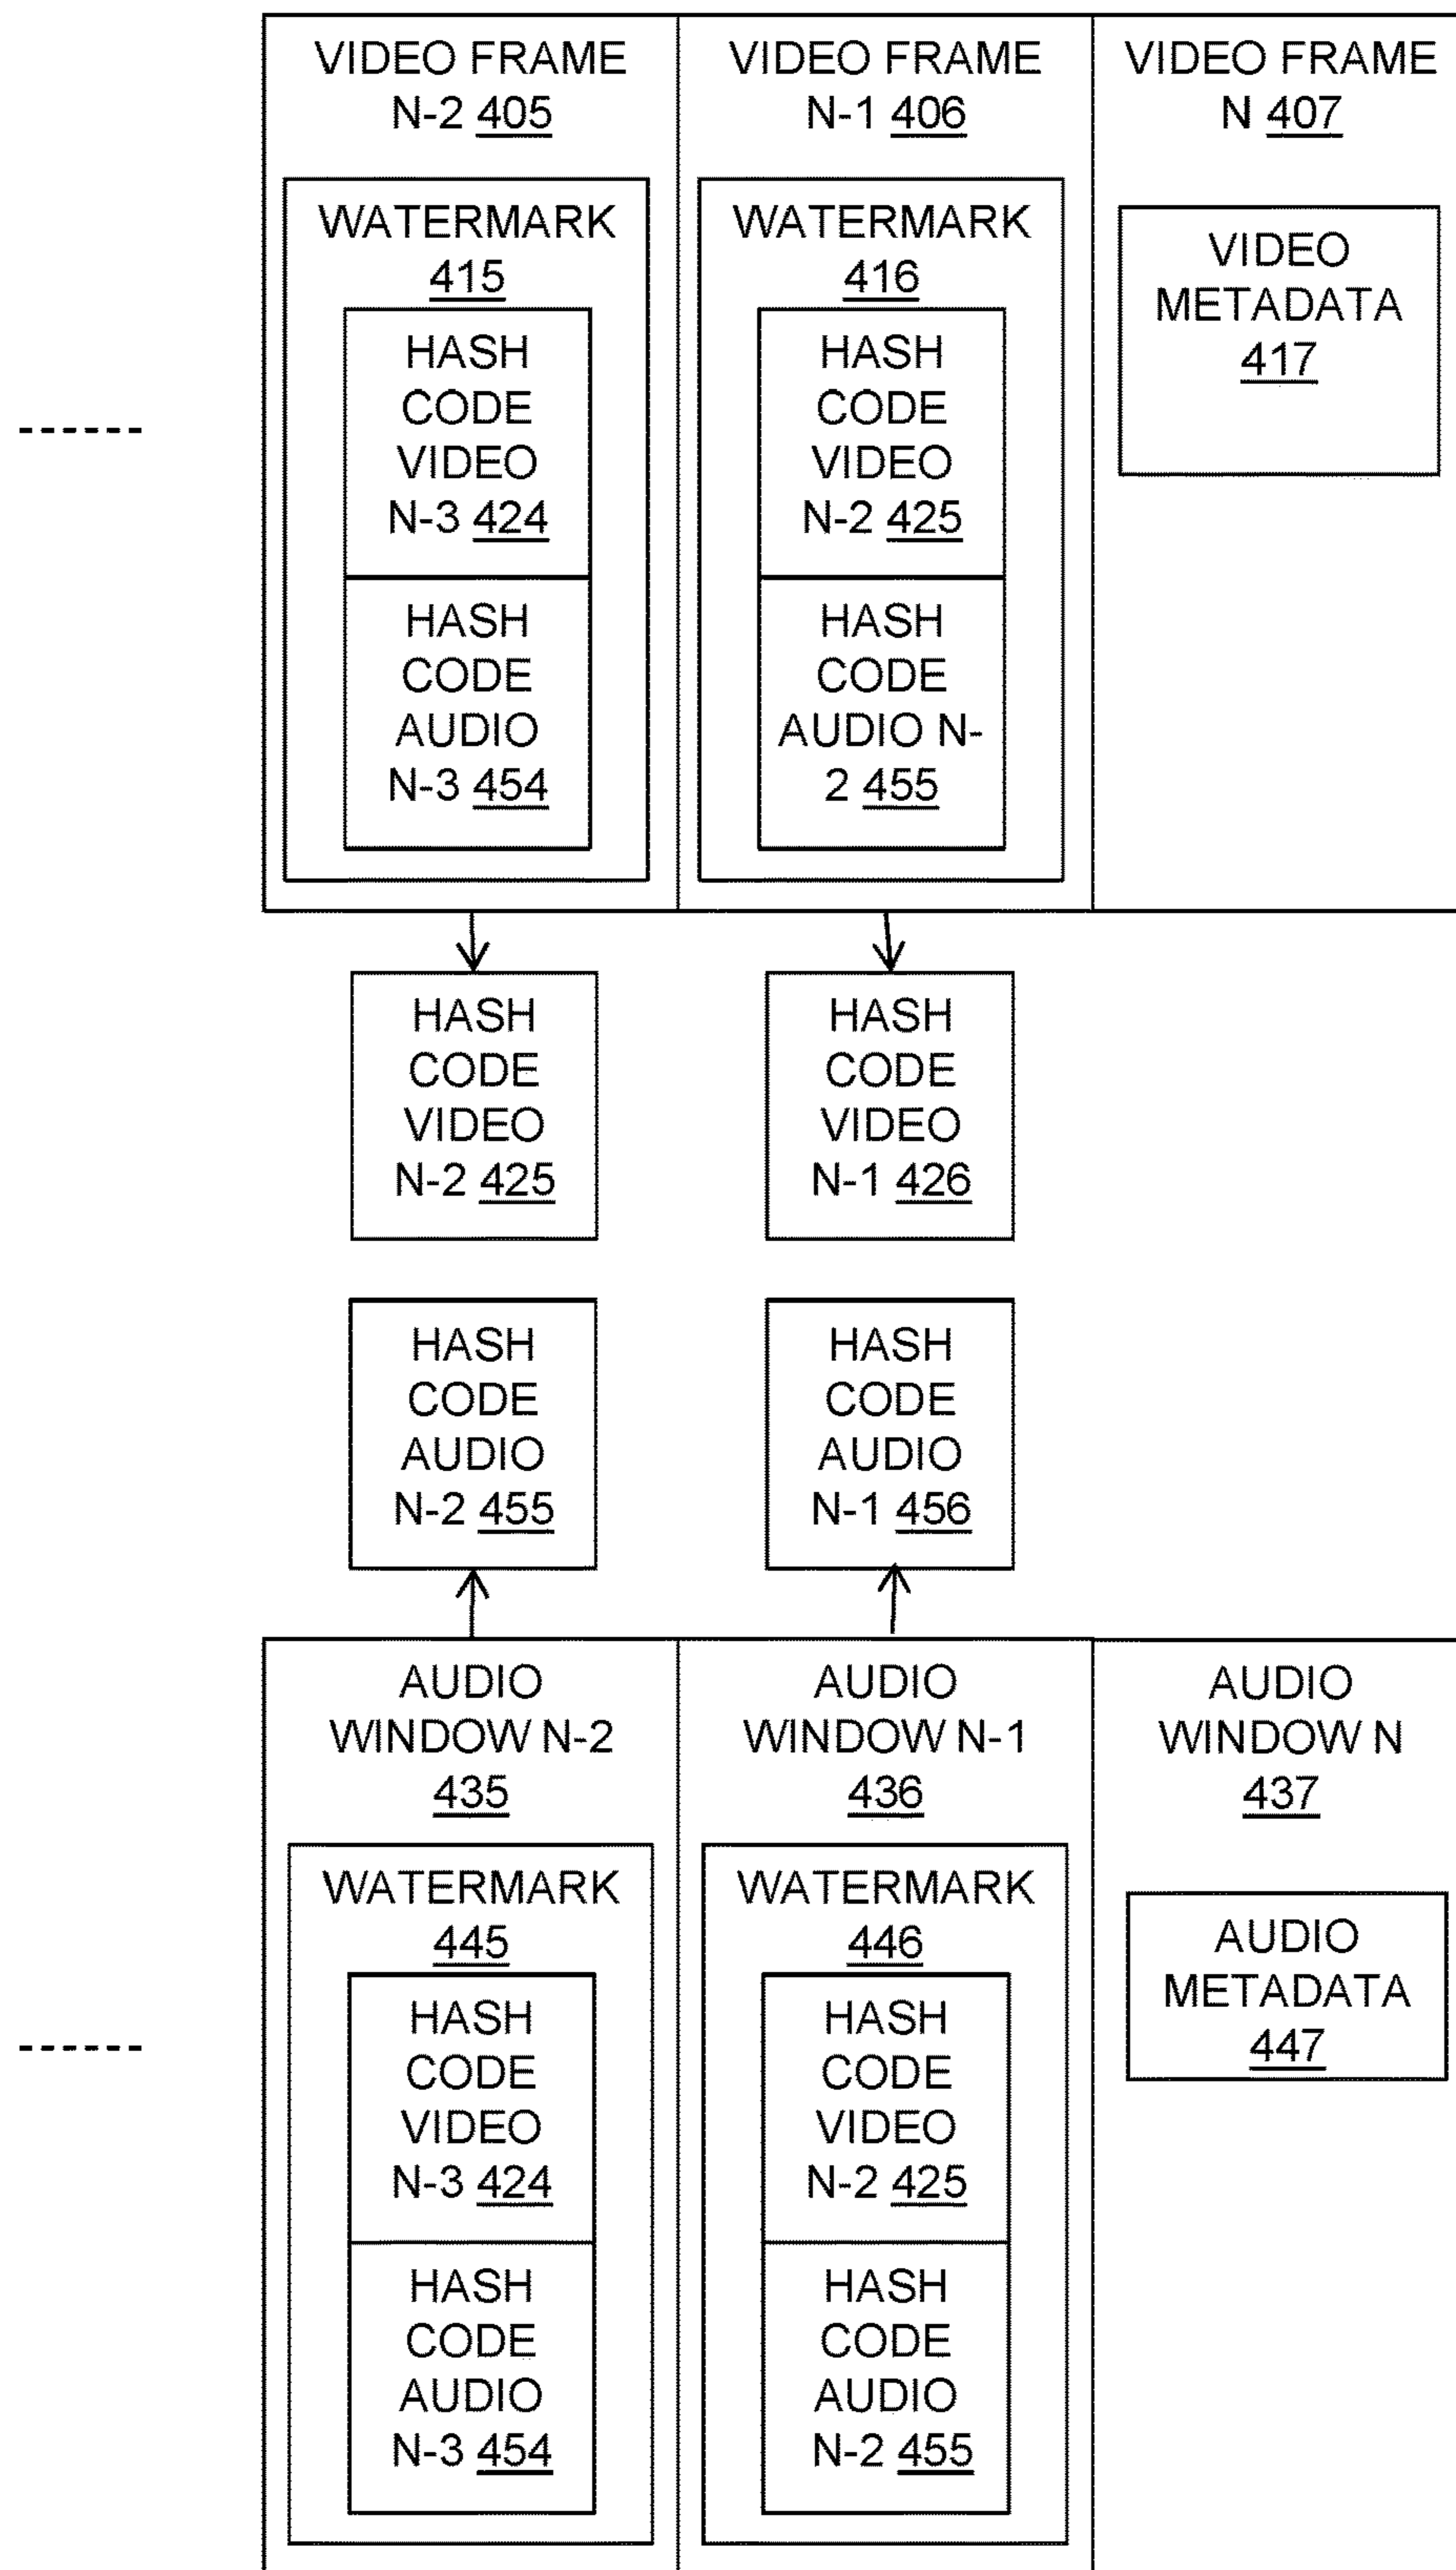 VIDEO FRAME
N-2 405
WATERMARK
415
HASH
CODE
VIDEO
N-3 424
HASH
CODE
AUDIO
N-3 454
VIDEO FRAME
N-1 406
WATERMARK
416
HASH
CODE
VIDEO
N-2 425
HASH
CODE
AUDIO N-
2 455
VIDEO FRAME
N 407
VIDEO
METADATA
417
HASH
CODE
VIDEO
N-2 425
HASH
CODE
VIDEO
N-1 426
HASH
CODE
AUDIO
N-2 455
HASH
CODE
AUDIO
N-1 456
AUDIO
WINDOW N-2
435
WATERMARK
445
HASH
CODE
VIDEO
N-3 424
HASH
CODE
AUDIO
N-3 454
AUDIO
WINDOW N-1
436
WATERMARK
446
HASH
CODE
VIDEO
N-2 425
HASH
CODE
AUDIO
N-2 455
AUDIO
WINDOW N
437
AUDIO
METADATA
447